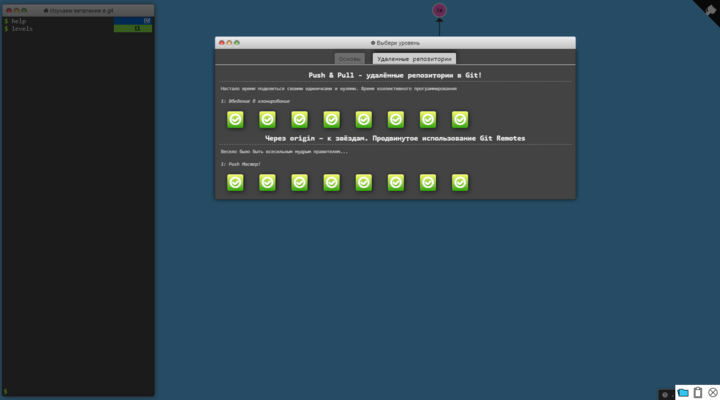 Изучаем ветвление в git
$ help
$ levels
$
Выбери уровень
Основы
Удаленные репозитории
Push & Pull - удалённые репозитории в Git!
Настало время поделиться своими единичками и нулями. Время коллективного программирования
1: Введение в клонирование
Через origin – к звёздам. Продвинутое использование Git Remotes
Весело было быть всесильным мудрым правителем...
1: Push Мастер!